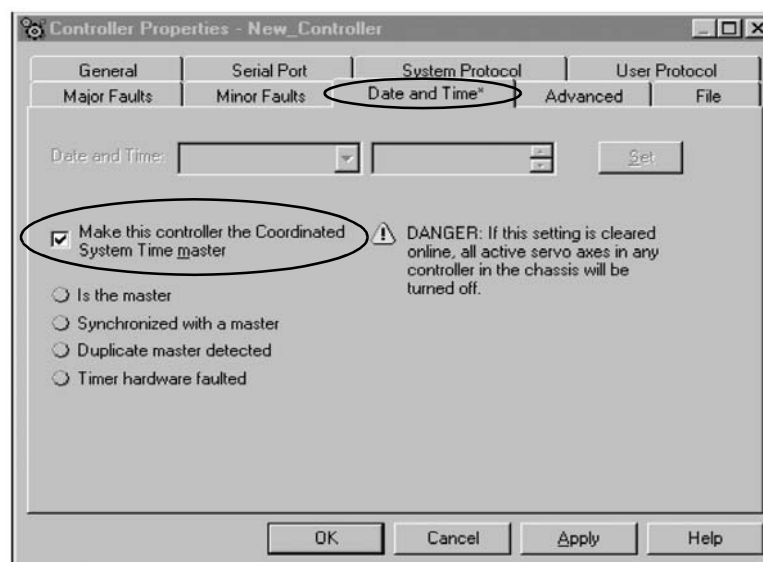 Controller Properties - New_Controller
General Serial Port System Protocol User Protocol
Major Faults Minor Faults Date and Time* Advanced File
Date and Time: Set
Make this controller the Coordinated
System Time master
DANGER: If this setting is cleared
online, all active servo axes in any
controller in the chassis will be
turned off.
Is the master
Synchronized with a master
Duplicate master detected
Timer hardware faulted
OK Cancel Apply Help